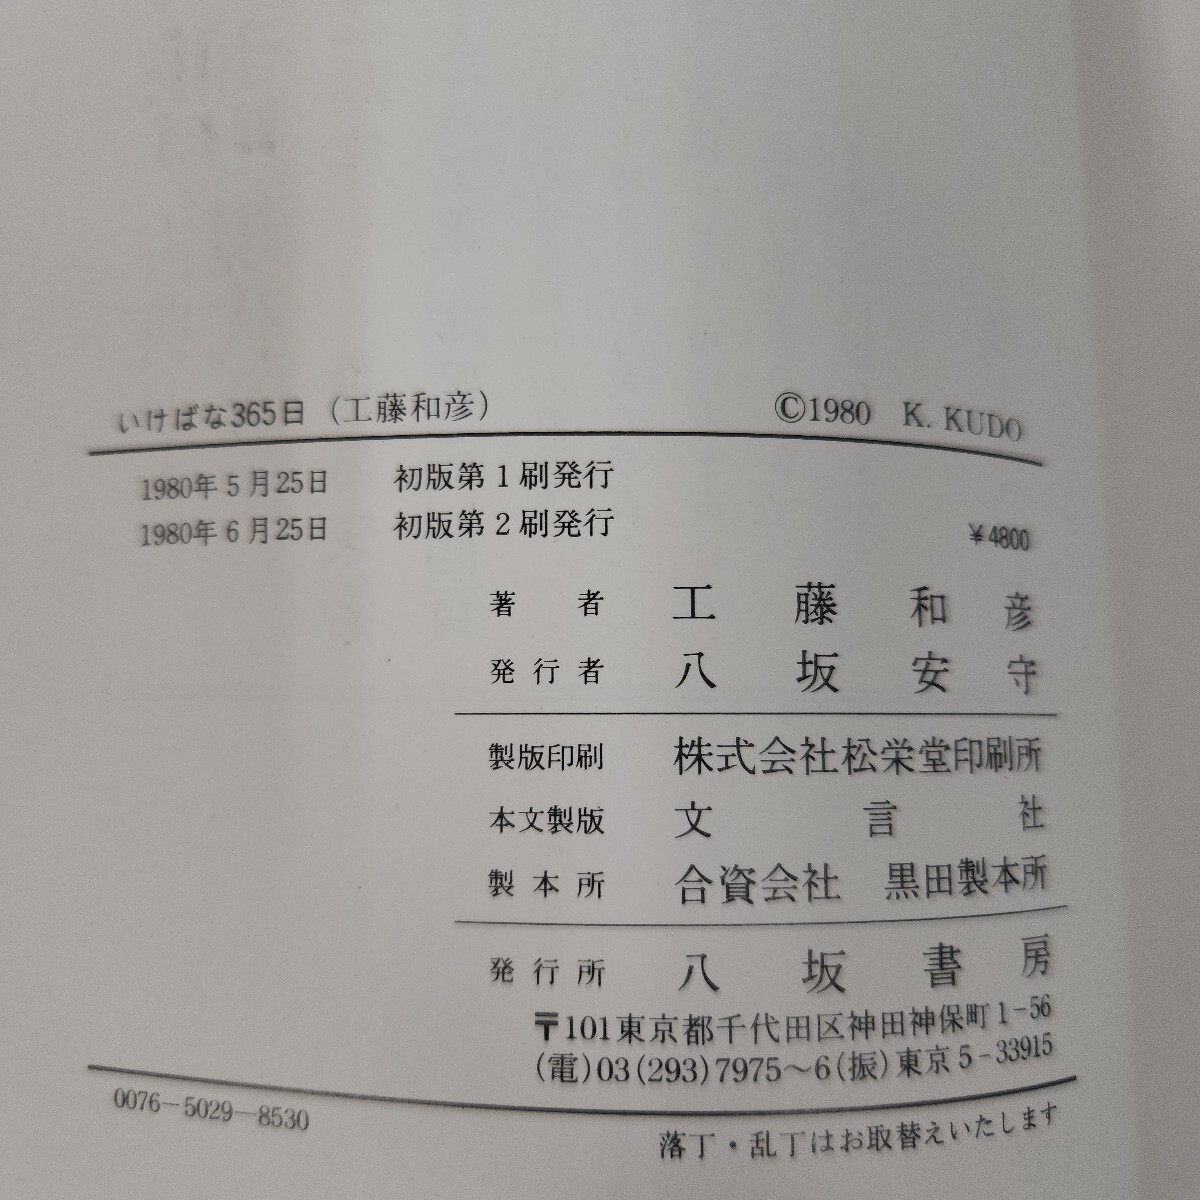 いけばな365日（工藤和彦） ©1980 K. KUDO
1980年5月25日 初版第1刷発行
1980年6月25日 初版第2刷発行 ¥4800
著者 工藤和彦
発行者 八坂安守
製版印刷 株式会社松栄堂印刷所
本文製版 文言社
製本所 合資会社 黒田製本所
発行所 八坂書房
〒101東京都千代田区神田神保町1-56
(電)03(293)7975～6(振)東京5-33915
0076-5029-8530
落丁・乱丁はお取替えいたします